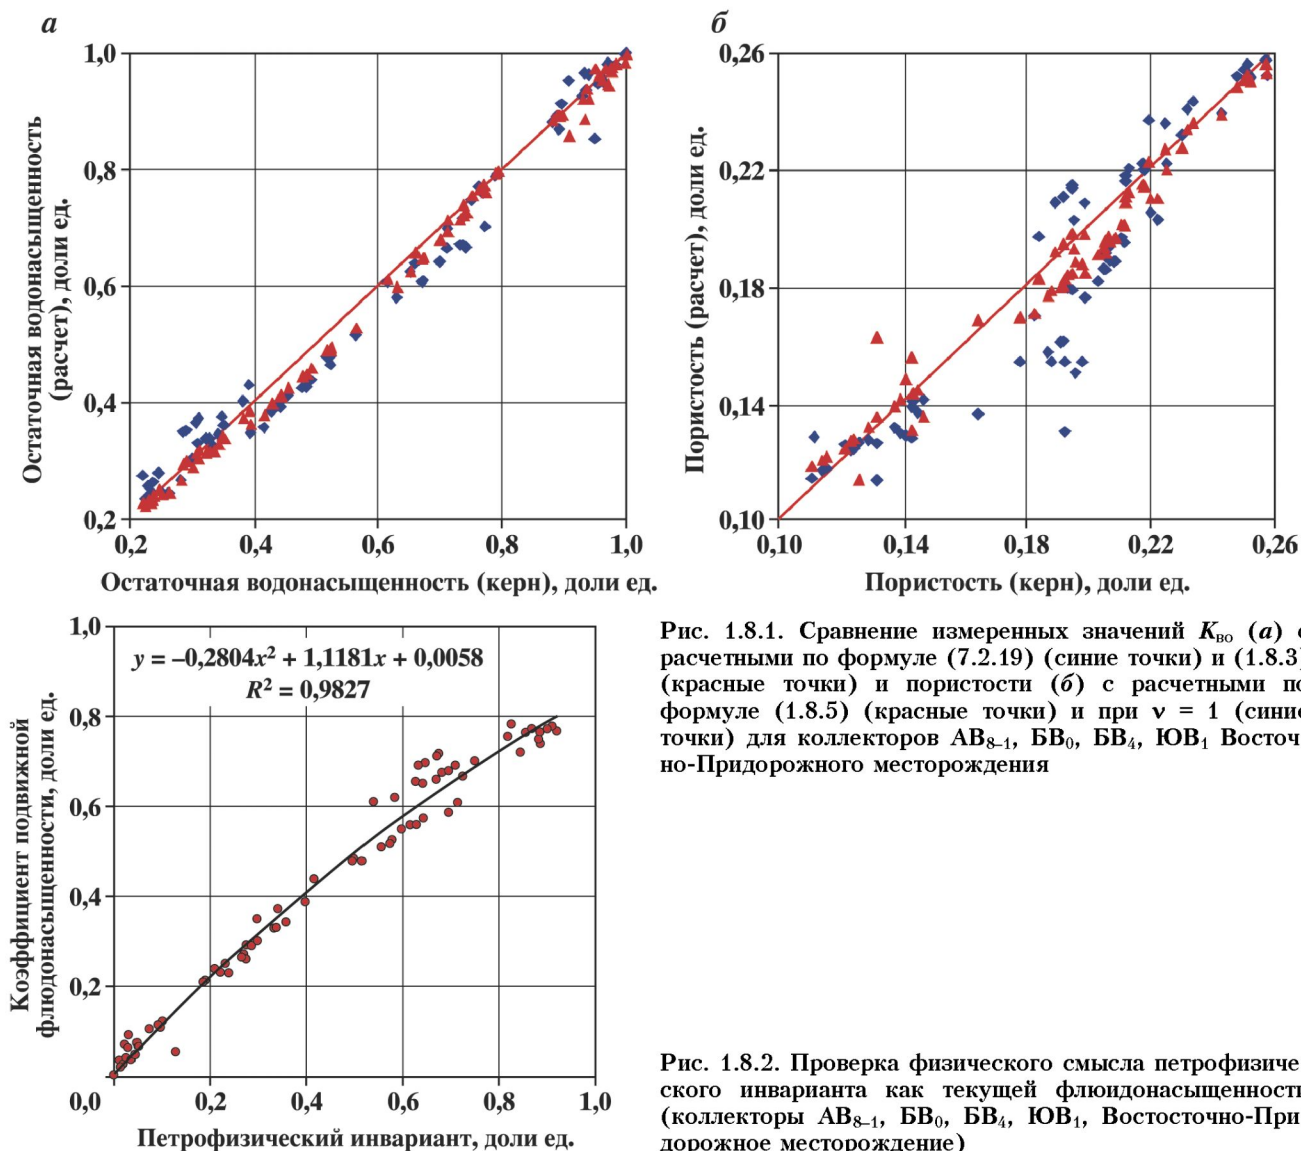 а
1,0
0,8
0,6
0,4
0,2
0,2 0,4 0,6 0,8 1,0
Остаточная водонасыщенность
(расчет), доли ед.
Остаточная водонасыщенность (керн), доли ед.
б
0,26
0,22
0,18
0,14
0,10
0,10 0,14 0,18 0,22 0,26
Пористость (расчет), доли ед.
Пористость (керн), доли ед.
Рис. 1.8.1. Сравнение измеренных значений Kво (а) с
расчетными по формуле (7.2.19) (синие точки) и (1.8.3)
(красные точки) и пористости (б) с расчетными по
формуле (1.8.5) (красные точки) и при ν = 1 (синие
точки) для коллекторов АВ8–1, БВ0, БВ4, ЮВ1 Восточ-
но-Придорожного месторождения
1,0
0,8
0,6
0,4
0,2
0,0 0,2 0,4 0,6 0,8 1,0
y = –0,2804x² + 1,1181x + 0,0058
R² = 0,9827
Коэффициент подвижной
флюдонасыщенности, доли ед.
Петрофизический инвариант, доли ед.
Рис. 1.8.2. Проверка физического смысла петрофизиче-
ского инварианта как текущей флюидонасыщенности
(коллекторы АВ8–1, БВ0, БВ4, ЮВ1, Востосточно-При-
дорожное месторождение)